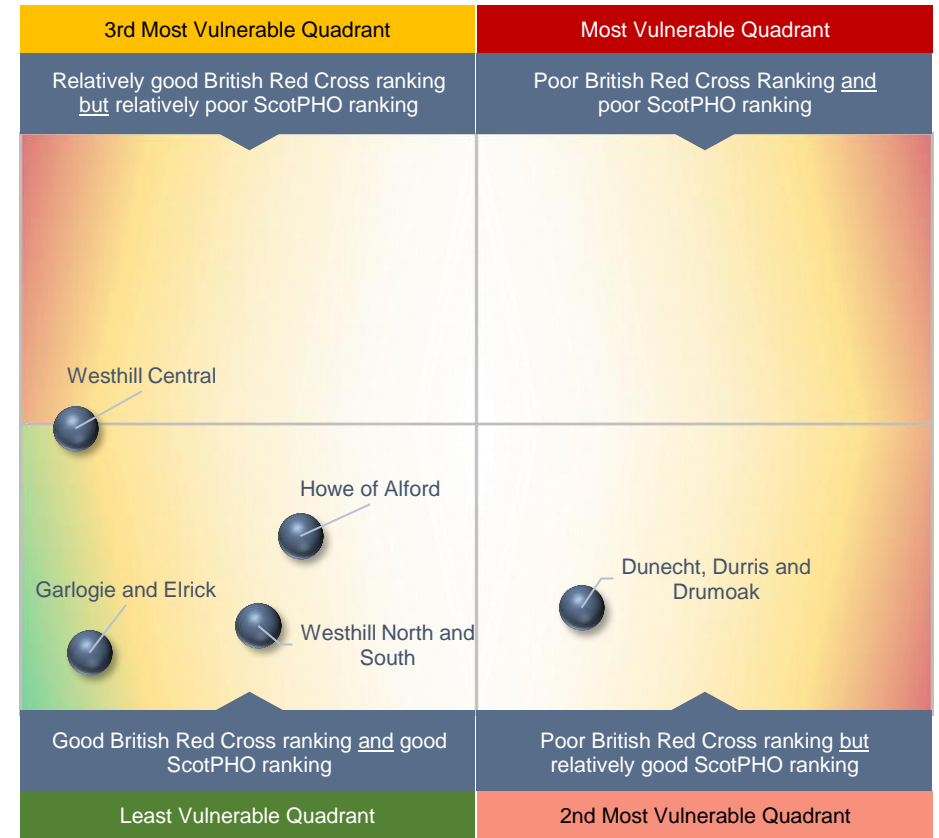 3rd Most Vulnerable Quadrant
Most Vulnerable Quadrant
Relatively good British Red Cross ranking
but relatively poor ScotPHO ranking
Poor British Red Cross Ranking and
poor ScotPHO ranking
Westhill Central
Howe of Alford
Garlogie and Elrick
Westhill North and
South
Dunecht, Durris and
Drumoak
Good British Red Cross ranking and good
ScotPHO ranking
Poor British Red Cross ranking but
relatively good ScotPHO ranking
Least Vulnerable Quadrant
2nd Most Vulnerable Quadrant